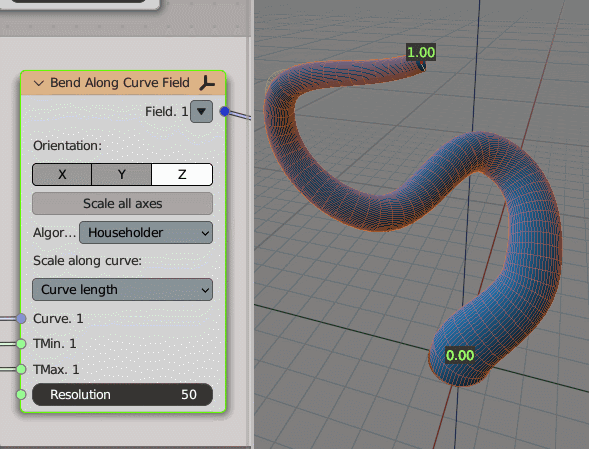 Bend Along Curve Field
Field. 1
Orientation:
X Y Z
Scale all axes
Algor... Householder
Scale along curve:
Curve length
Curve. 1
TMin. 1
TMax. 1
Resolution 50
1.00
0.00